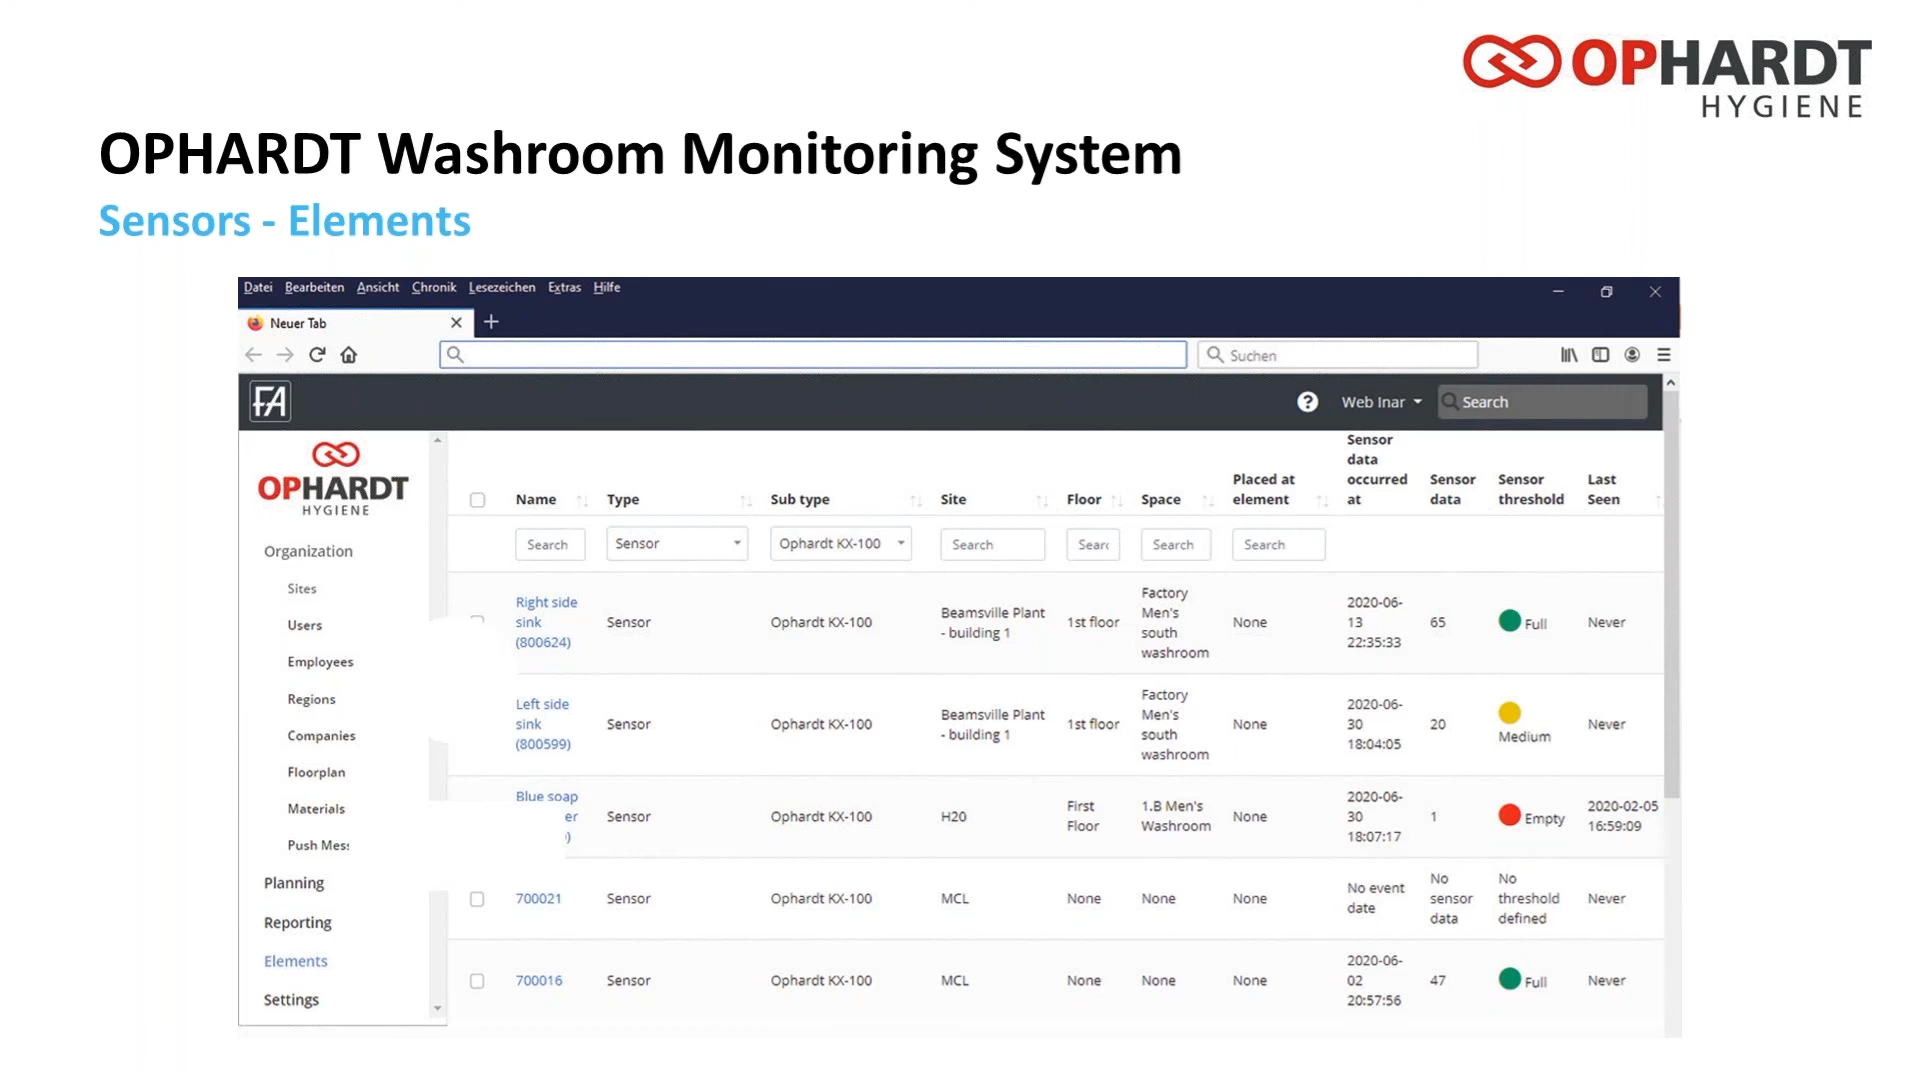 OPHARDT
HYGIENE
OPHARDT Washroom Monitoring System
Sensors - Elements
Datei Bearbeiten Ansicht Chronik Lesezeichen Extras Hilfe
Neuer Tab
Suchen
FA
Web Inar
Search
OPHARDT
HYGIENE
Organization
Sites
Users
Employees
Regions
Companies
Floorplan
Materials
Push Mes
Planning
Reporting
Elements
Settings
Name Type Sub type Site Floor Space Placed at element Sensor data occurred at Sensor data Sensor threshold Last Seen
Search Sensor Ophardt KX-100 Search Searc Search Search
Right side sink (800624) Sensor Ophardt KX-100 Beamsville Plant - building 1 1st floor Factory Men's south washroom None 2020-06-13 22:35:33 65 Full Never
Left side sink (800599) Sensor Ophardt KX-100 Beamsville Plant - building 1 1st floor Factory Men's south washroom None 2020-06-30 18:04:05 20 Medium Never
Blue soap er ) Sensor Ophardt KX-100 H20 First Floor 1.B Men's Washroom None 2020-06-30 18:07:17 1 Empty 2020-02-05 16:59:09
700021 Sensor Ophardt KX-100 MCL None None None No event date No sensor data No threshold defined Never
700016 Sensor Ophardt KX-100 MCL None None None 2020-06-02 20:57:56 47 Full Never